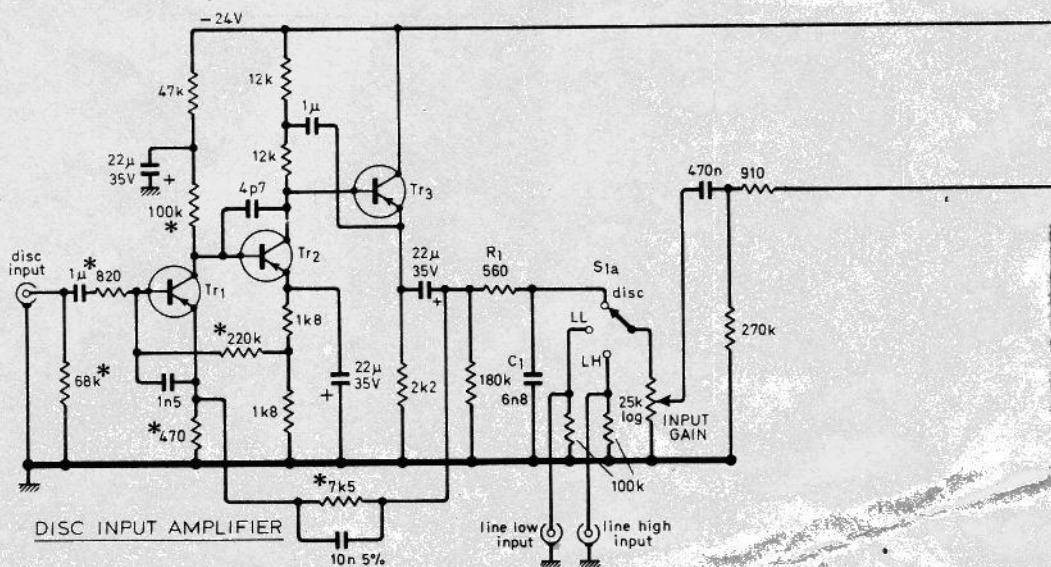 −24V
47k
12k
1μ
22μ
35V
+
12k
100k
*
4p7
Tr3
470n
910
disc
input
1μ
*
820
Tr1
Tr2
22μ
35V
+
R1
560
S1a
disc
LL
LH
1k8
*220k
22μ
35V
+
270k
68k*
1n5
2k2
180k
C1
6n8
25k
log
INPUT
GAIN
*470
1k8
100k
*7k5
DISC INPUT AMPLIFIER
10n 5%
line low
input
line high
input